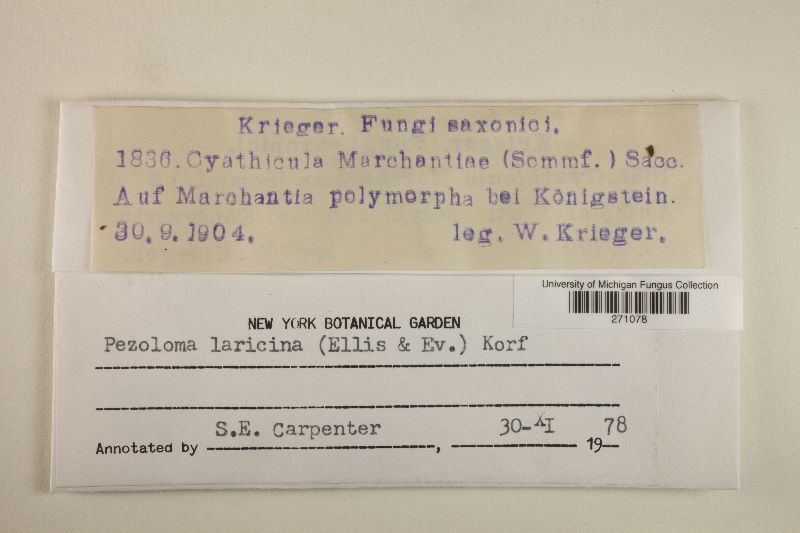 Krieger. Fungi saxonici.
1836. Cyathicula Marchantiae (Sommf.) Sacc.
Auf Marchantia polymorpha bei Königstein.
30. 9. 1904. leg. W. Krieger.
University of Michigan Fungus Collection
271078
NEW YORK BOTANICAL GARDEN
Pezoloma laricina (Ellis & Ev.) Korf
S.E. Carpenter 30-XI 78
Annotated by , 19